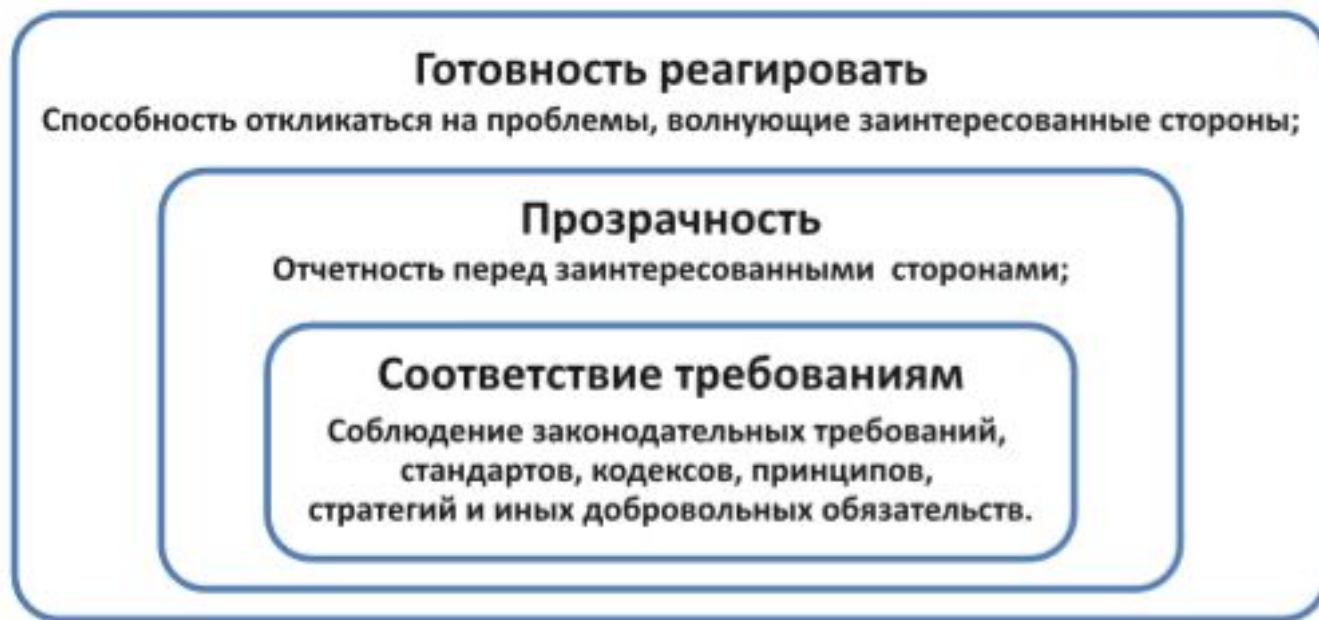 Готовность реагировать
Способность откликаться на проблемы, волнующие заинтересованные стороны;
Прозрачность
Отчетность перед заинтересованными сторонами;
Соответствие требованиям
Соблюдение законодательных требований,
стандартов, кодексов, принципов,
стратегий и иных добровольных обязательств.